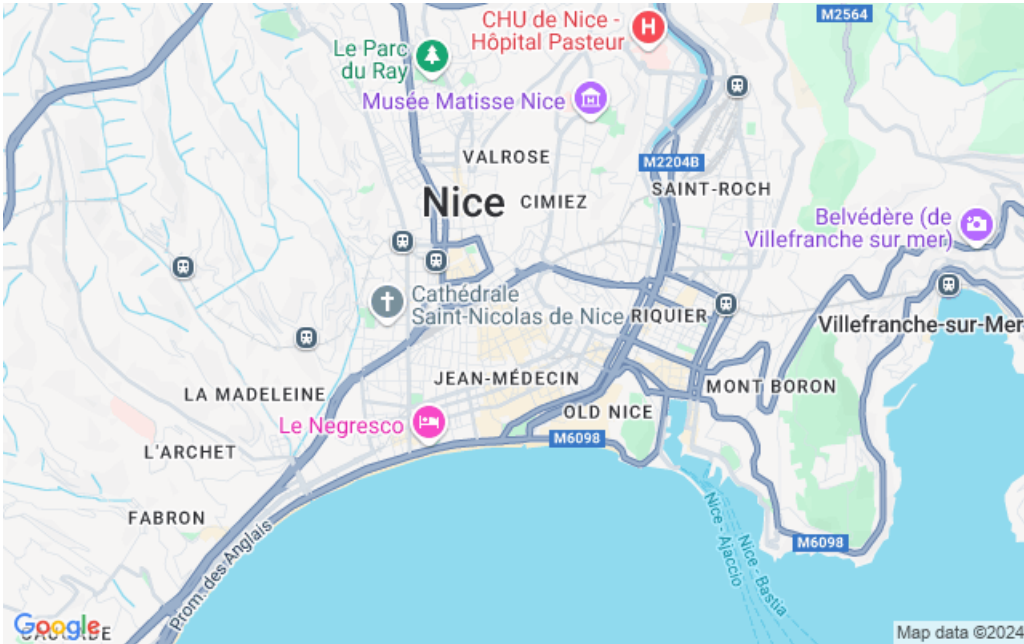 M2564
CHU de Nice -
Hôpital Pasteur
H
Le Parc
du Ray
Musée Matisse Nice
VALROSE
M2204B
SAINT-ROCH
Nice
CIMIEZ
Belvédère (de
Villefranche sur mer)
Cathédrale
Saint-Nicolas de Nice
RIQUIER
Villefranche-sur-Mer
JEAN-MÉDECIN
MONT BORON
LA MADELEINE
OLD NICE
Le Negresco
M6098
L'ARCHET
FABRON
Prom. des Anglais
Nice - Ajaccio
Nice - Bastia
M6098
Google
Map data ©2024